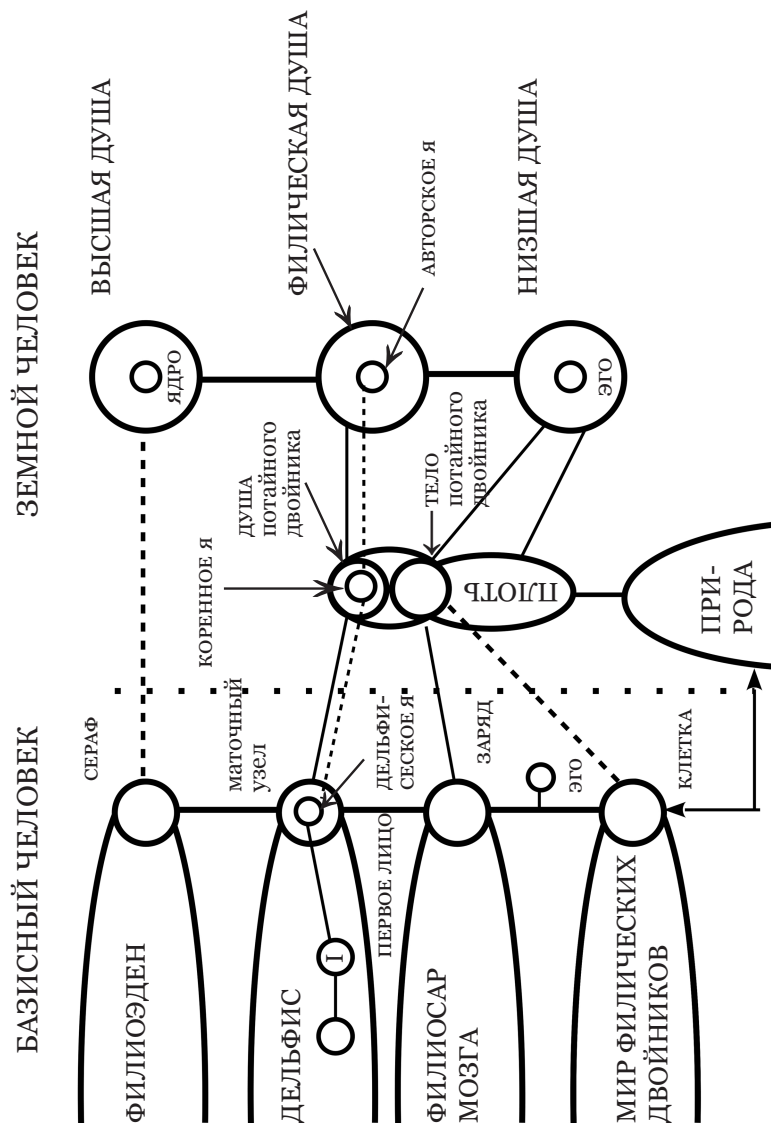 БАЗИСНЫЙ ЧЕЛОВЕК
ЗЕМНОЙ ЧЕЛОВЕК
ФИЛИОЭДЕН
СЕРАФ
ЯДРО
ВЫСШАЯ ДУША
ДЕЛЬФИС
I
маточный
узел
ДЕЛЬФИ-
СЕСКОЕ Я
ПЕРВОЕ ЛИЦО
КОРЕННОЕ Я
ДУША
потайного
двойника
ФИЛИЧЕСКАЯ ДУША
АВТОРСКОЕ Я
ФИЛИОСАР
МОЗГА
ЗАРЯД
ТЕЛО
потайного
двойника
ПЛОТЬ
НИЗШАЯ ДУША
ЭГО
ЭГО
МИР ФИЛИЧЕСКИХ
ДВОЙНИКОВ
КЛЕТКА
ПРИ-
РОДА